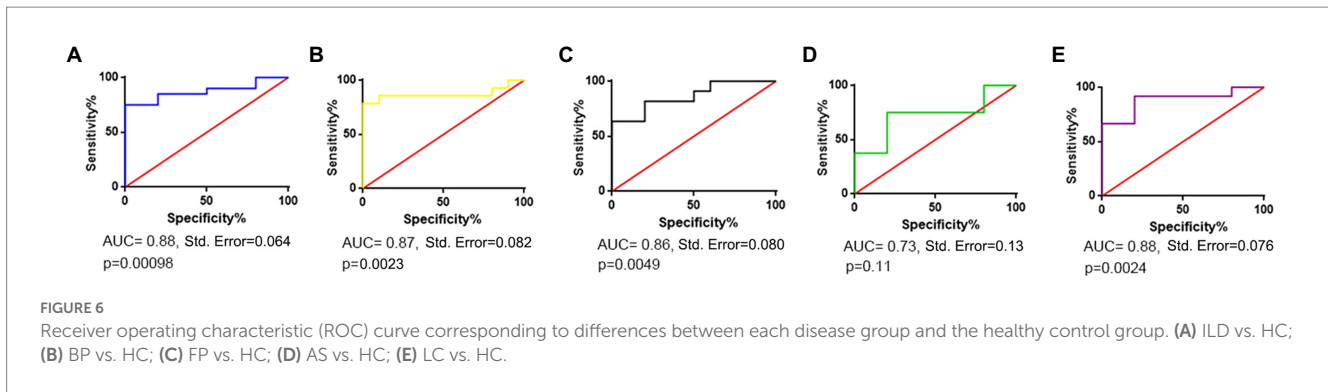 A
100
50
0
Sensitivity%
0
50
100
Specificity%
AUC= 0.88, Std. Error=0.064
p=0.00098
B
100
50
0
Sensitivity%
50
100
Specificity%
AUC= 0.87, Std. Error=0.082
p=0.0023
C
100
50
0
Sensitivity%
0
50
100
Specificity%
AUC= 0.86, Std. Error=0.080
p=0.0049
D
100
50
0
Sensitivity%
0
50
100
Specificity%
AUC= 0.73, Std. Error=0.13
p=0.11
E
100
50
0
Sensitivity%
0
50
100
Specificity%
AUC= 0.88, Std. Error=0.076
p=0.0024
FIGURE 6
Receiver operating characteristic (ROC) curve corresponding to differences between each disease group and the healthy control group. (A) ILD vs. HC;
(B) BP vs. HC; (C) FP vs. HC; (D) AS vs. HC; (E) LC vs. HC.